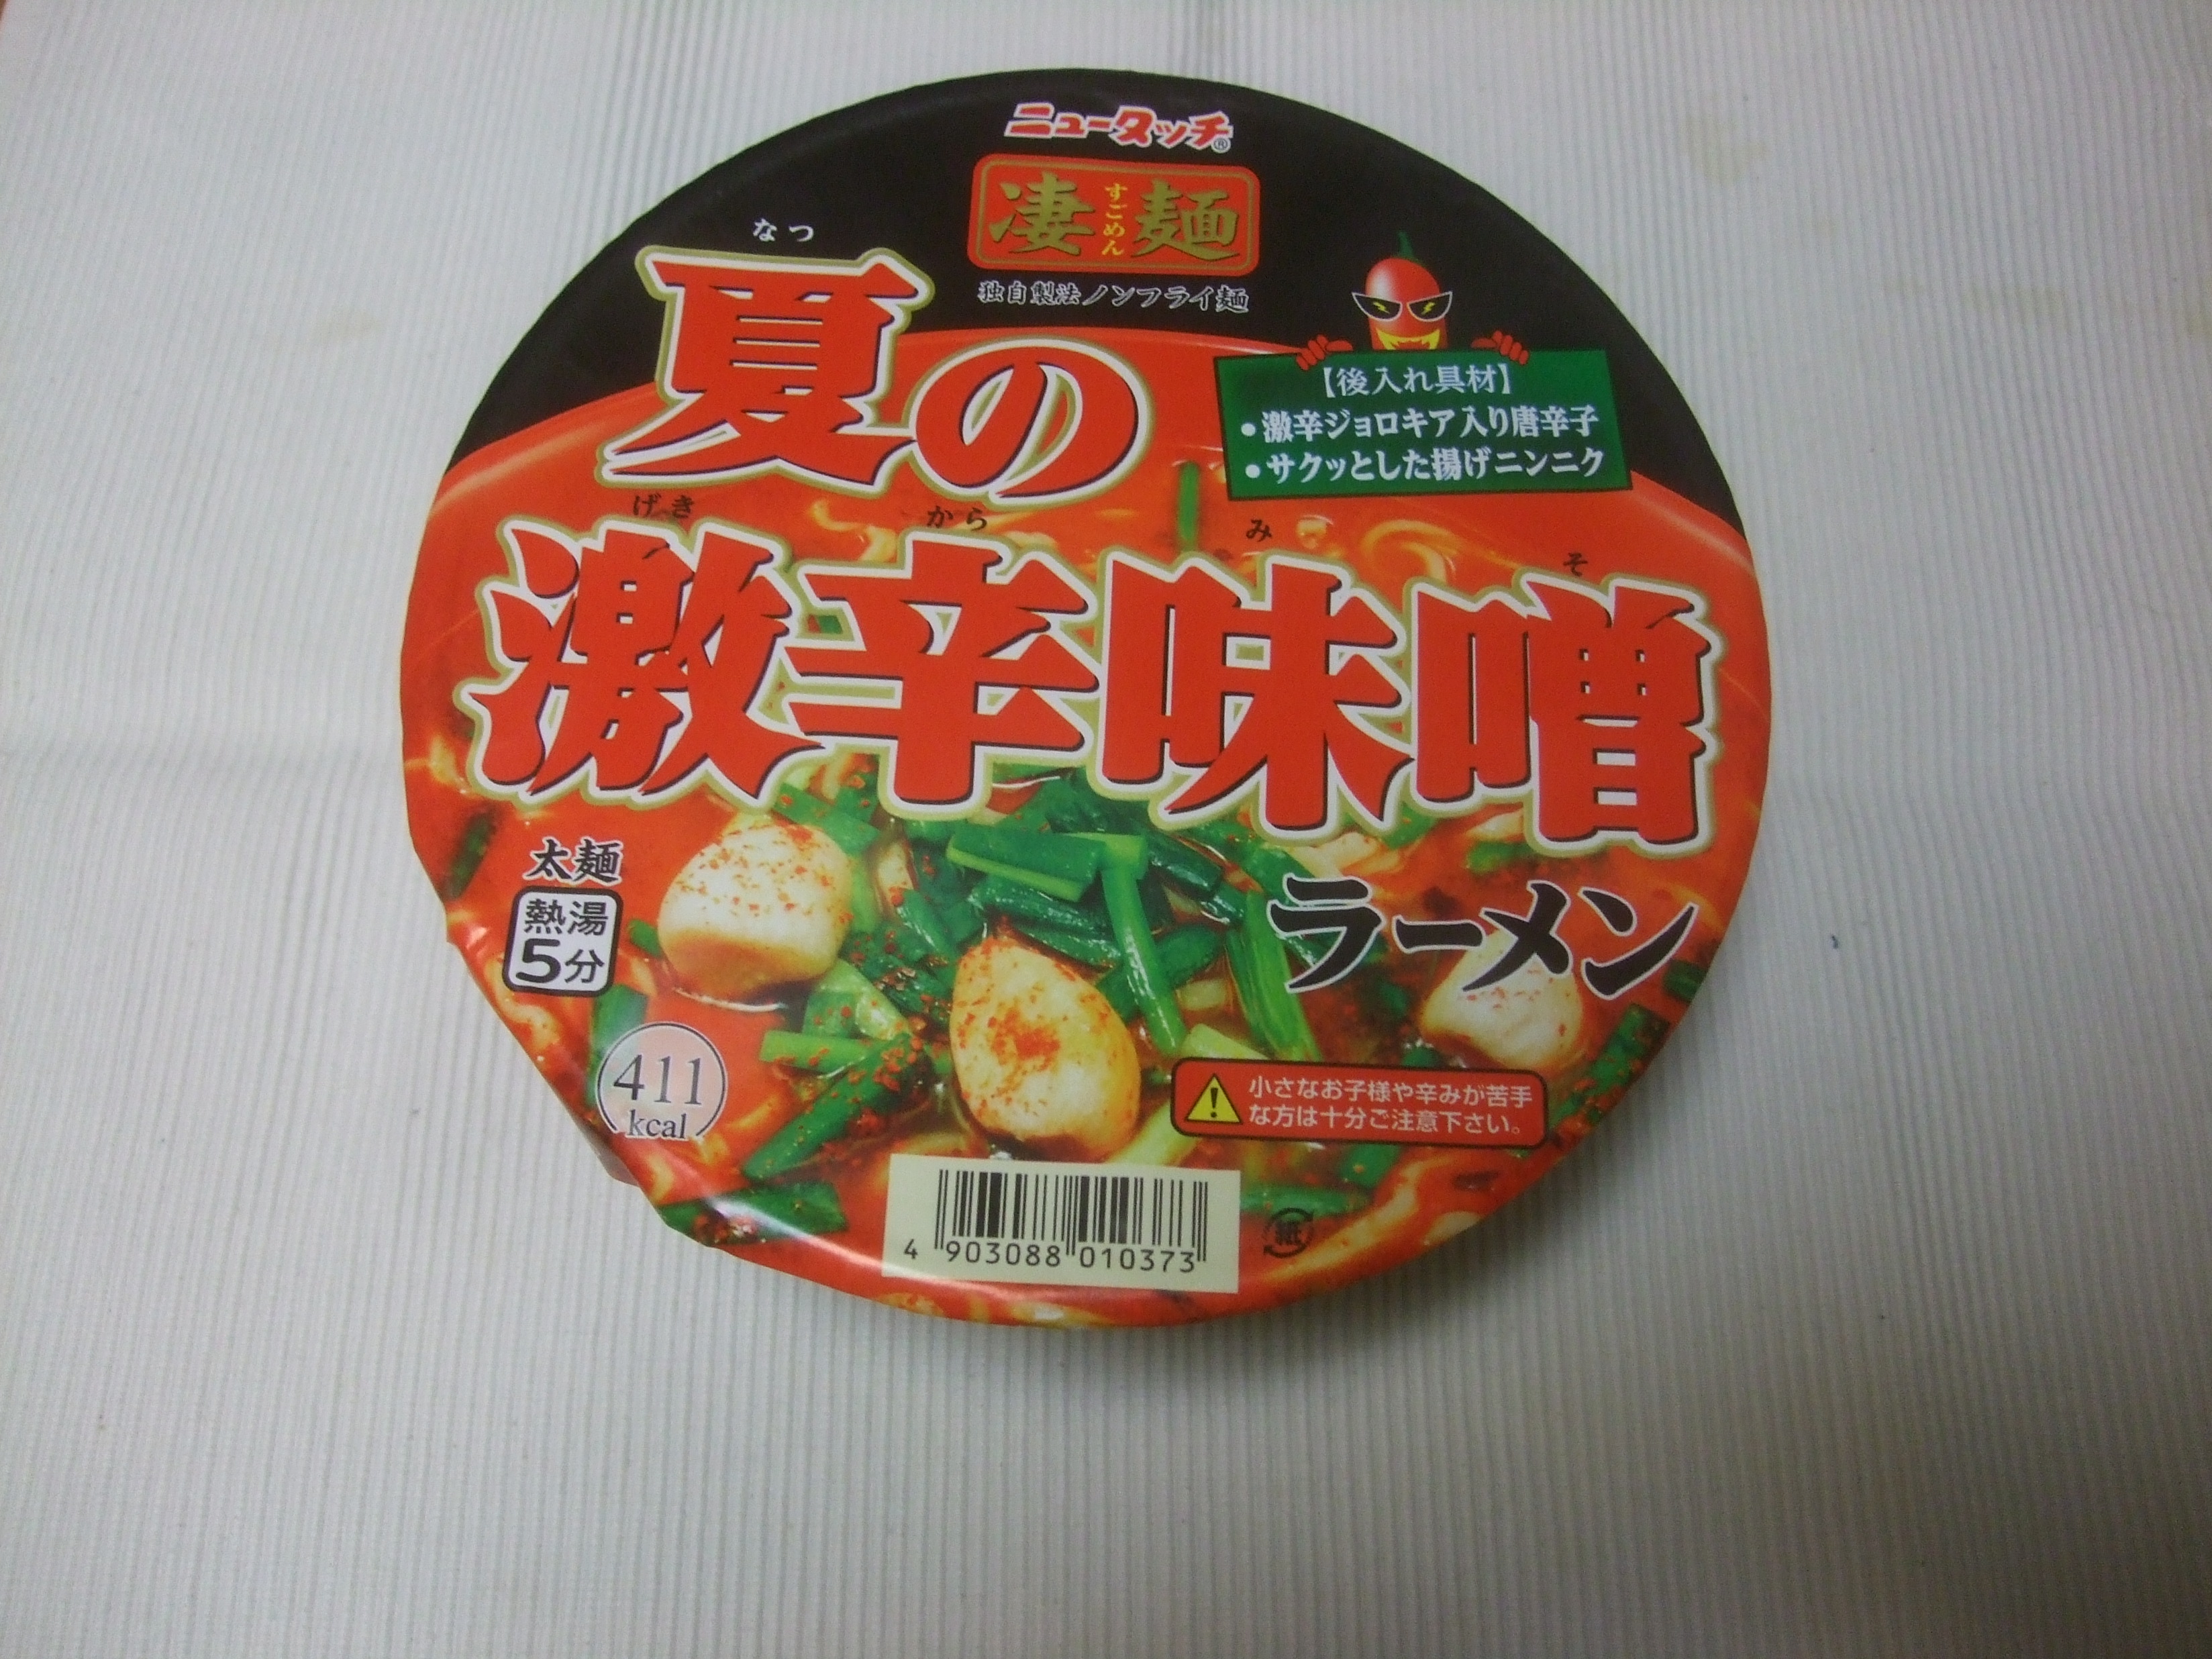 ニュータッチ®
凄麺
すごめん
独自製法ノンフライ麺
なつ
夏の
【後入れ具材】
・激辛ジョロキア入り唐辛子
・サクッとした揚げニンニク
げき から み そ
激辛味噌
ラーメン
太麺
熱湯
5分
411
kcal
小さなお子様や辛みが苦手
な方は十分ご注意下さい。
4 903088 010373
紙